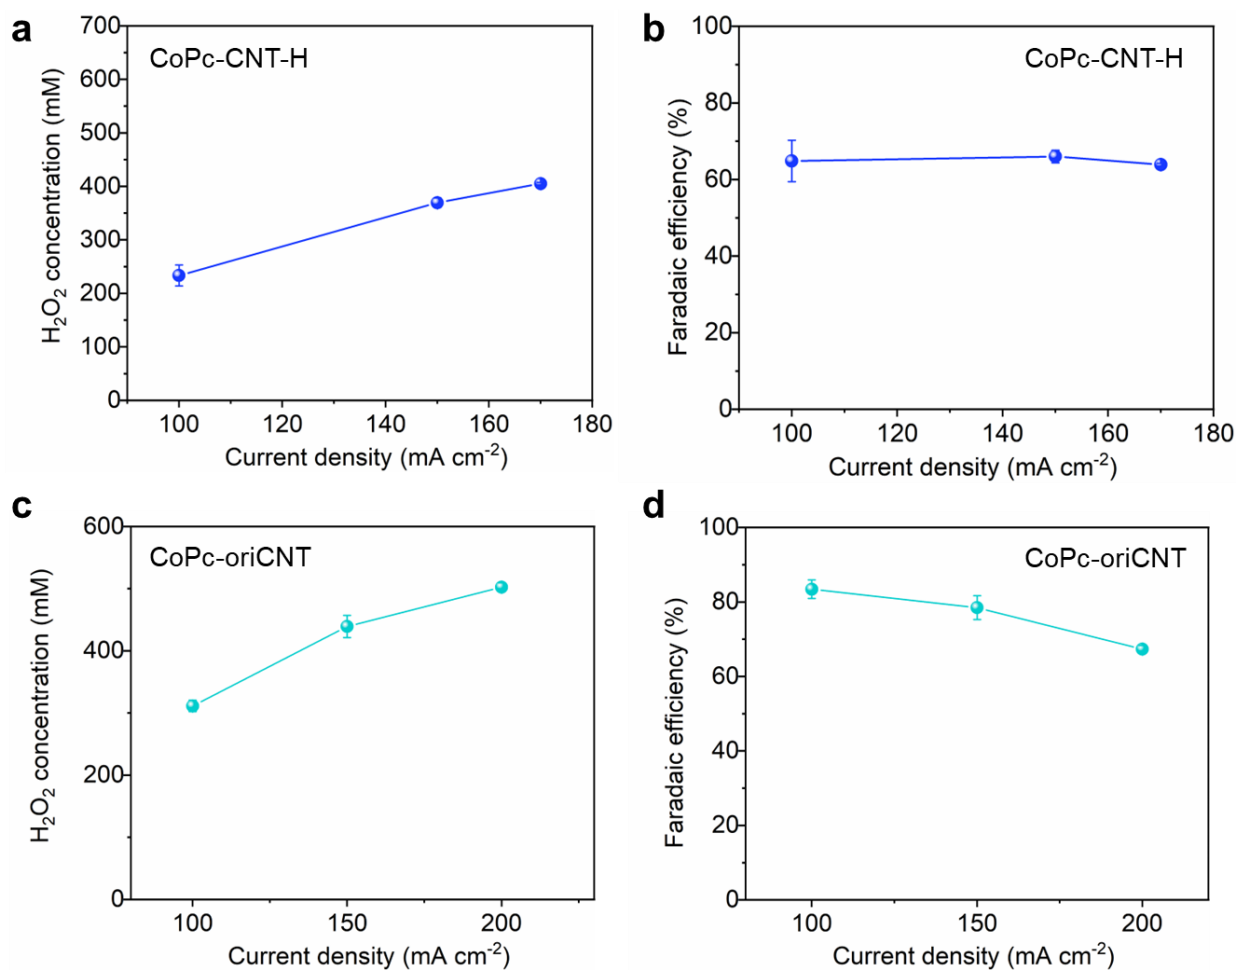 a
CoPc-CNT-H
H₂O₂ concentration (mM)
700
600
500
400
300
200
100
0
100 120 140 160 180
Current density (mA cm⁻²)
b
CoPc-CNT-H
Faradaic efficiency (%)
100
80
60
40
20
0
100 120 140 160 180
Current density (mA cm⁻²)
c
CoPc-oriCNT
H₂O₂ concentration (mM)
600
400
200
0
100 150 200
Current density (mA cm⁻²)
d
CoPc-oriCNT
Faradaic efficiency (%)
100
80
60
40
20
0
100 150 200
Current density (mA cm⁻²)